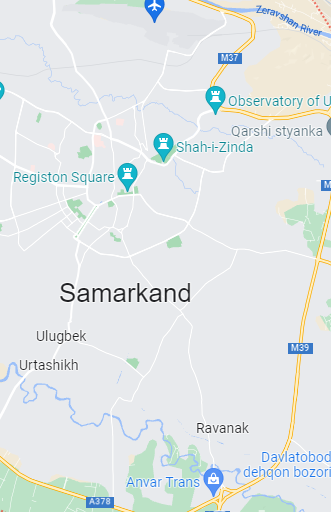 Zeravshan River
M37
Observatory of U
Qarshi styanka
Shah-i-Zinda
Registon Square
M
Samarkand
Ulugbek
M39
Urtashikh
Ravanak
Davlatobod
dehqon bozori
Anvar Trans
A378